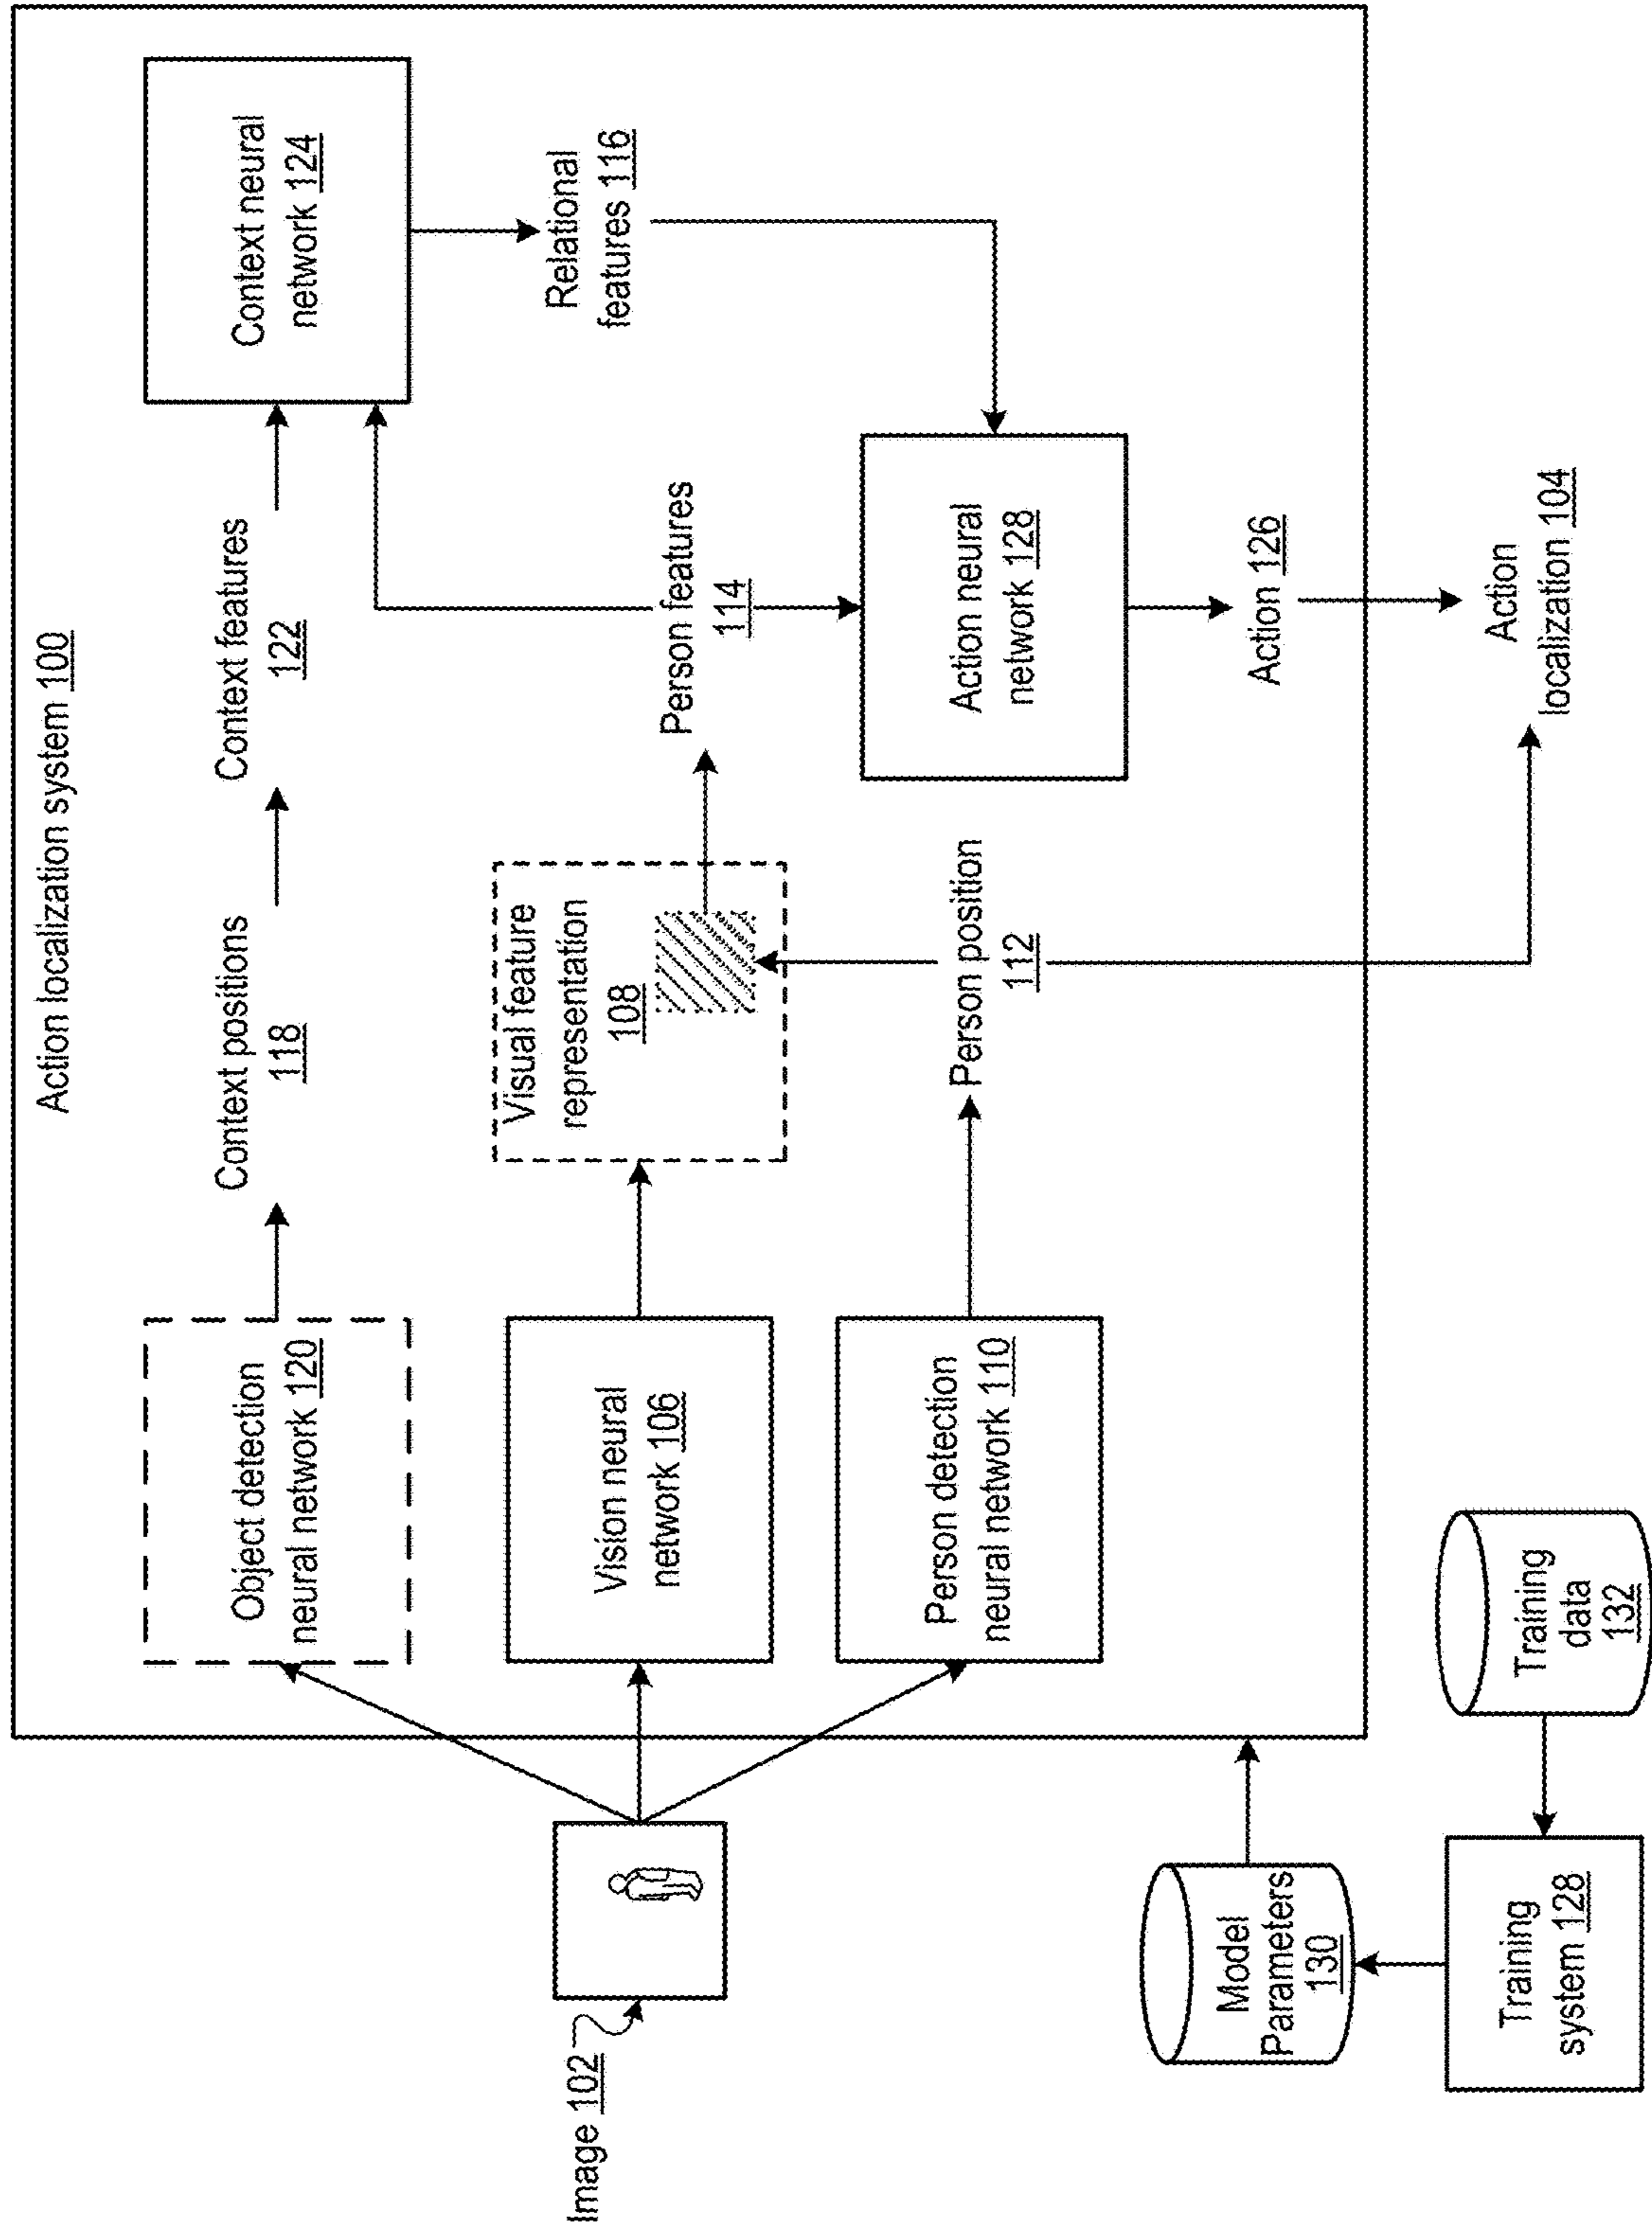 Action localization system 100
Object detection
neural network 120
Context positions
118
Context features
122
Context neural
network 124
Relational
features 116
Image 102
Vision neural
network 106
Visual feature
representation
108
Person features
114
Person detection
neural network 110
Person position
112
Action neural
network 128
Action 126
Action
localization 104
Model
Parameters
130
Training
system 128
Training
data
132